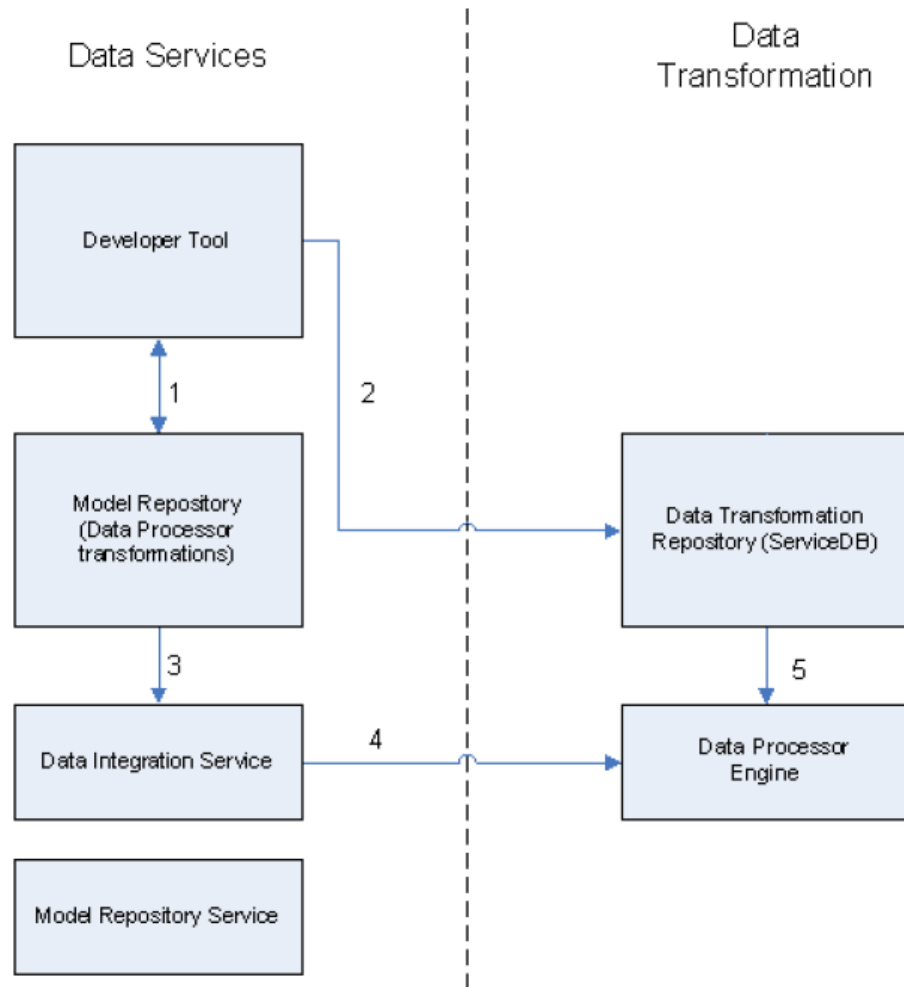 Data Services
Data
Transformation
Developer Tool
1
2
Model Repository
(Data Processor
transformations)
Data Transformation
Repository (ServiceDB)
3
5
Data Integration Service
4
Data Processor
Engine
Model Repository Service